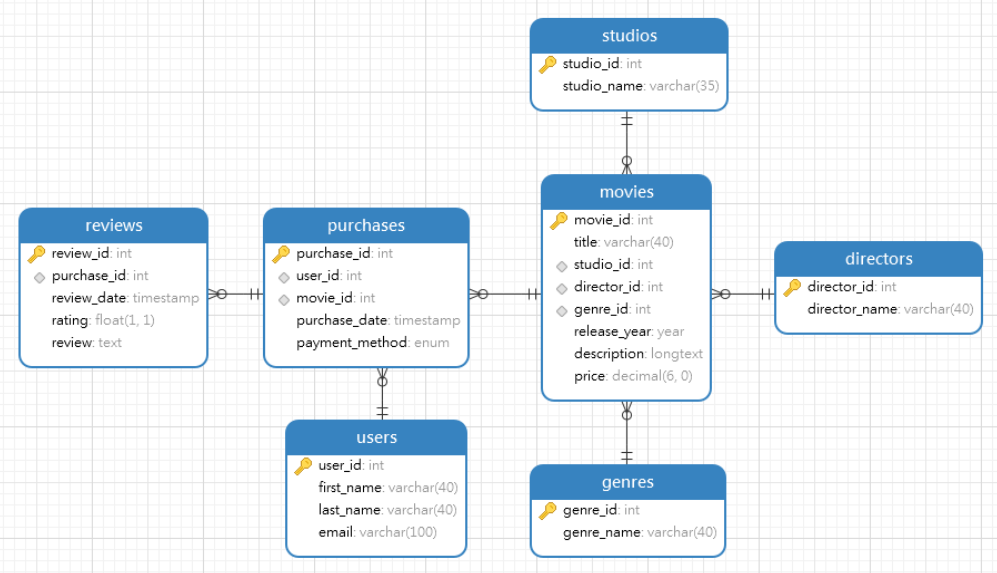 studios
studio_id: int
studio_name: varchar(35)
movies
movie_id: int
title: varchar(40)
studio_id: int
director_id: int
genre_id: int
release_year: year
description: longtext
price: decimal(6, 0)
reviews
review_id: int
purchase_id: int
review_date: timestamp
rating: float(1, 1)
review: text
purchases
purchase_id: int
user_id: int
movie_id: int
purchase_date: timestamp
payment_method: enum
directors
director_id: int
director_name: varchar(40)
users
user_id: int
first_name: varchar(40)
last_name: varchar(40)
email: varchar(100)
genres
genre_id: int
genre_name: varchar(40)